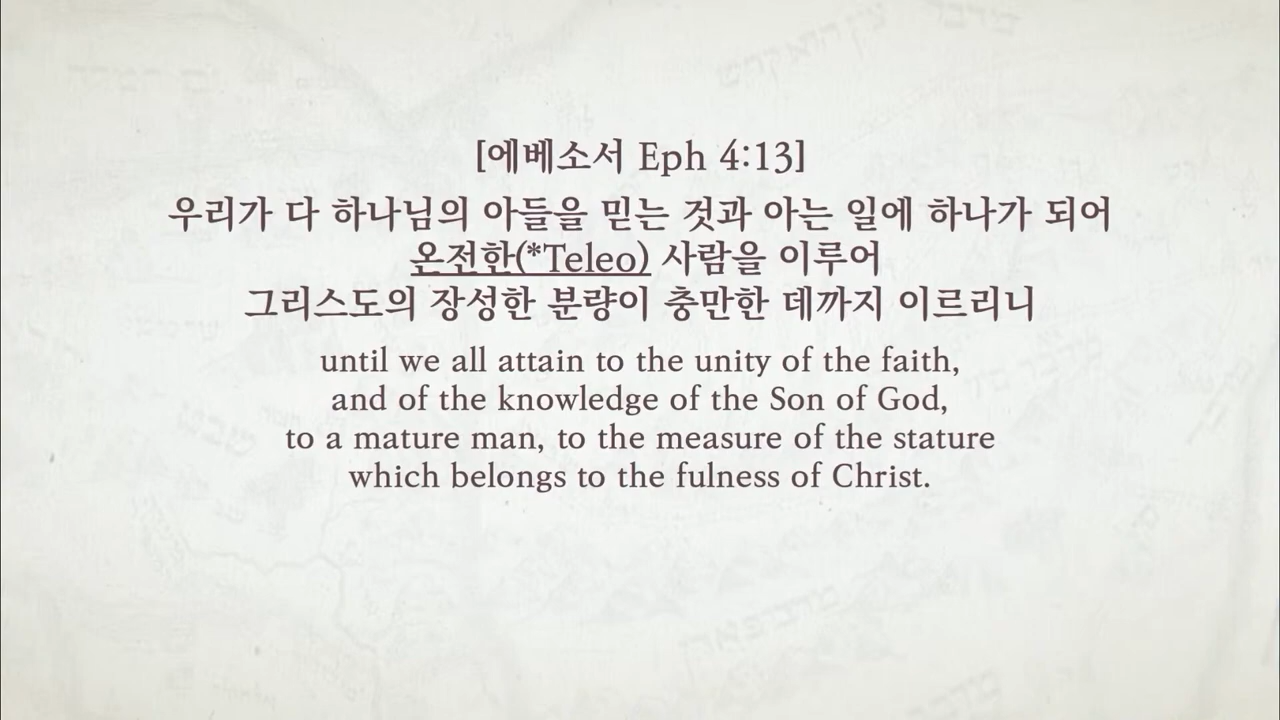 [에베소서 Eph 4:13]
우리가 다 하나님의 아들을 믿는 것과 아는 일에 하나가 되어
온전한(*Teleo) 사람을 이루어
그리스도의 장성한 분량이 충만한 데까지 이르리니
until we all attain to the unity of the faith,
and of the knowledge of the Son of God,
to a mature man, to the measure of the stature
which belongs to the fulness of Christ.